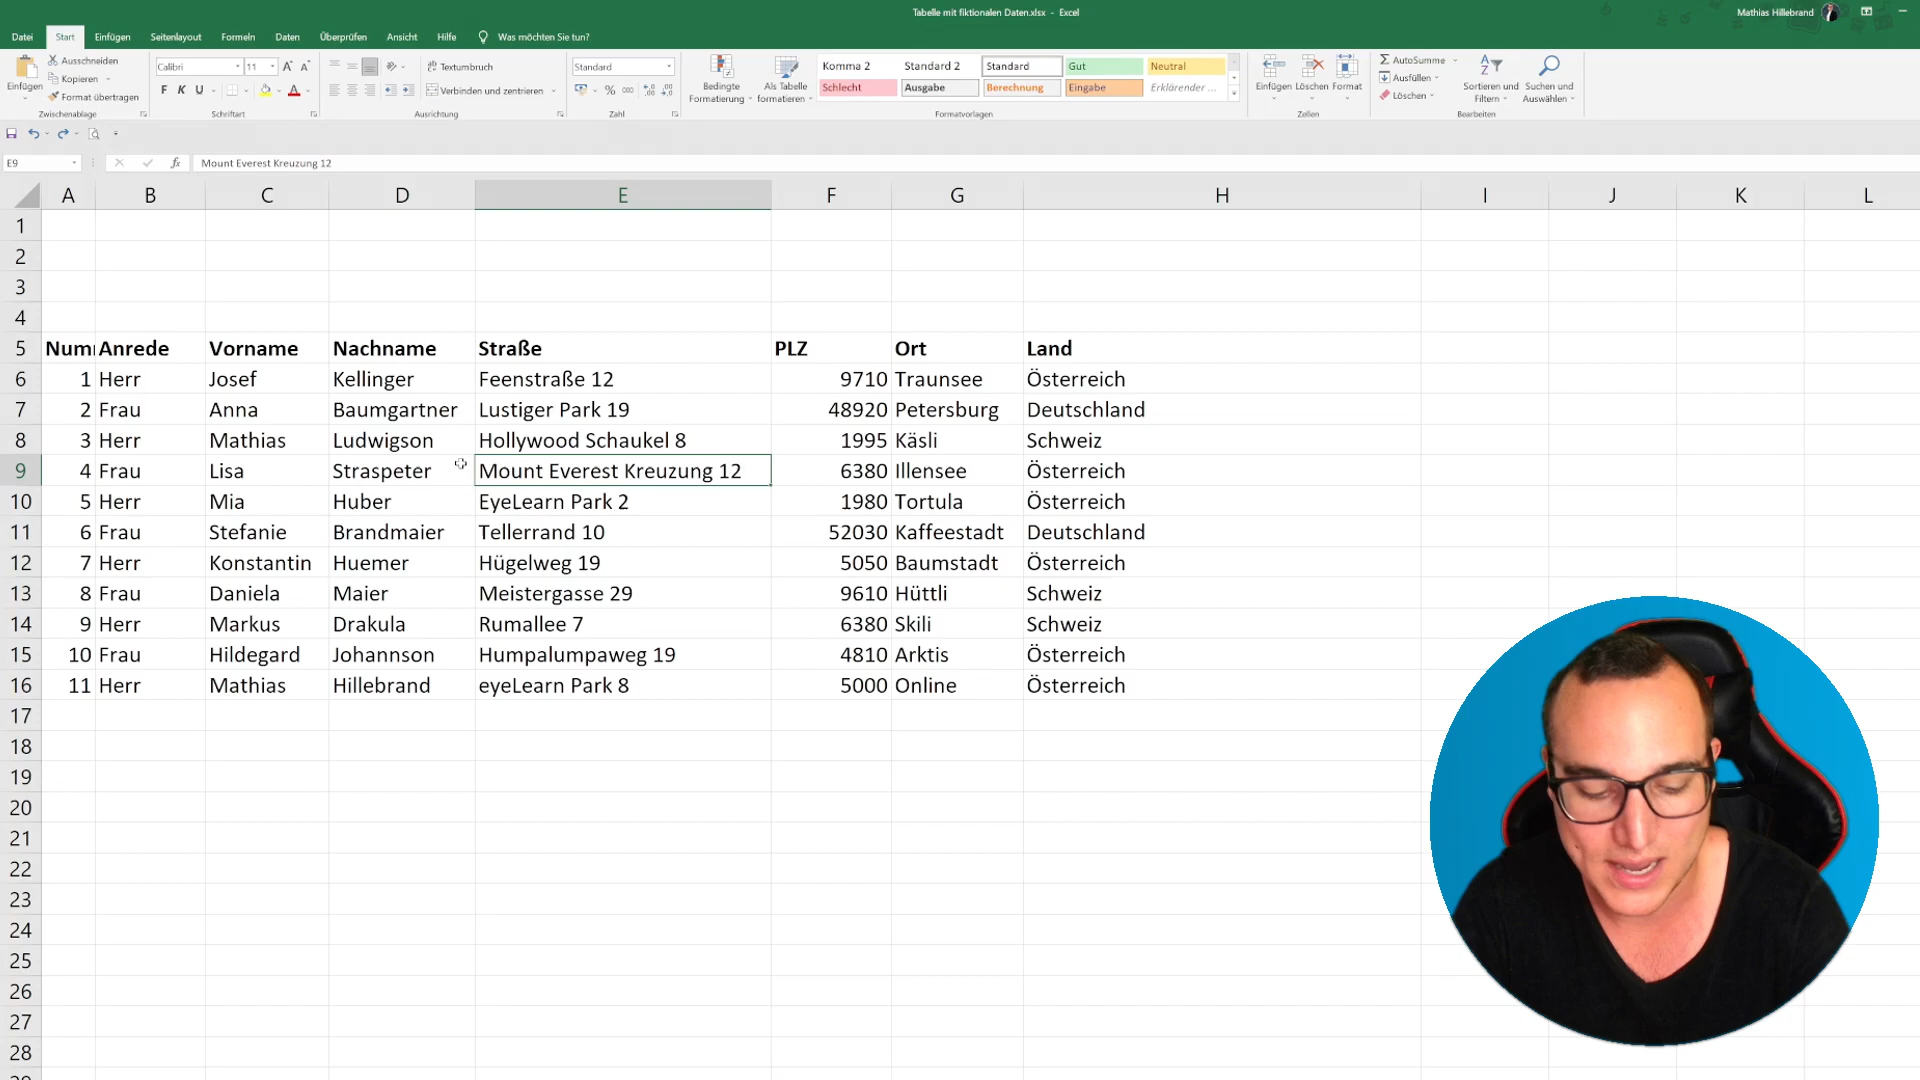 Tabelle mit fiktionalen Daten.xlsx - Excel
Mathias Hillebrand
Datei Start Einfügen Seitenlayout Formeln Daten Überprüfen Ansicht Hilfe Was möchten Sie tun?
Einfügen
Ausschneiden
Kopieren
Format übertragen
Zwischenablage
Calibri 11
F K U
Schriftart
Textumbruch
Verbinden und zentrieren
Ausrichtung
Standard
Zahl
Bedingte Formatierung
Als Tabelle formatieren
Komma 2 Standard 2 Standard Gut Neutral
Schlecht Ausgabe Berechnung Eingabe Erklärender ...
Formatvorlagen
Einfügen Löschen Format
Zellen
AutoSumme
Ausfüllen
Löschen
Sortieren und Filtern
Suchen und Auswählen
Bearbeiten
E9 fx Mount Everest Kreuzung 12
A B C D E F G H I J K L
1
2
3
4
5 Numr Anrede Vorname Nachname Straße PLZ Ort Land
6 1 Herr Josef Kellinger Feenstraße 12 9710 Traunsee Österreich
7 2 Frau Anna Baumgartner Lustiger Park 19 48920 Petersburg Deutschland
8 3 Herr Mathias Ludwigson Hollywood Schaukel 8 1995 Käsli Schweiz
9 4 Frau Lisa Straspeter Mount Everest Kreuzung 12 6380 Illensee Österreich
10 5 Herr Mia Huber EyeLearn Park 2 1980 Tortula Österreich
11 6 Frau Stefanie Brandmaier Tellerrand 10 52030 Kaffeestadt Deutschland
12 7 Herr Konstantin Huemer Hügelweg 19 5050 Baumstadt Österreich
13 8 Frau Daniela Maier Meistergasse 29 9610 Hüttli Schweiz
14 9 Herr Markus Drakula Rumallee 7 6380 Skili Schweiz
15 10 Frau Hildegard Johannson Humpalumpaweg 19 4810 Arktis Österreich
16 11 Herr Mathias Hillebrand eyeLearn Park 8 5000 Online Österreich
17
18
19
20
21
22
23
24
25
26
27
28
29